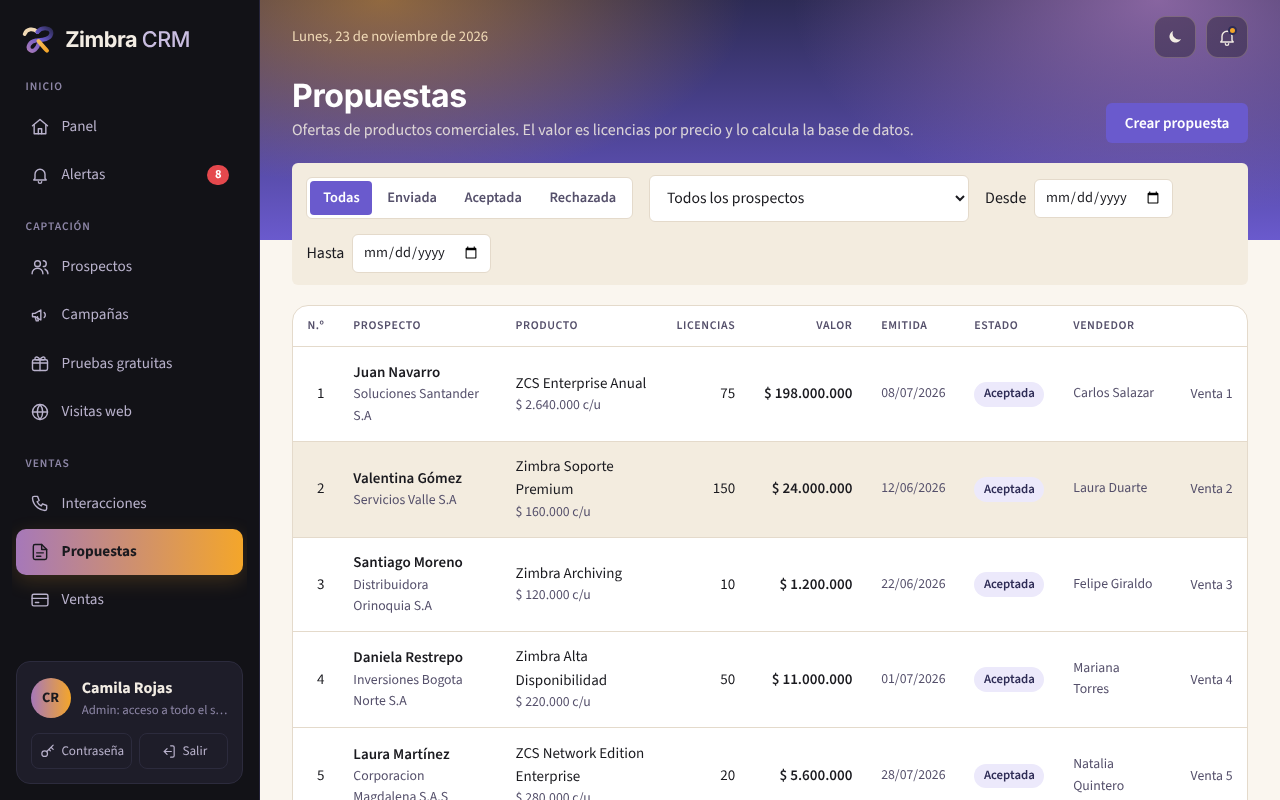 Zimbra CRM
INICIO
Panel
Alertas
8
CAPTACIÓN
Prospectos
Campañas
Pruebas gratuitas
Visitas web
VENTAS
Interacciones
Propuestas
Ventas
CR
Camila Rojas
Admin: acceso a todo el s…
Contraseña
Salir
Lunes, 23 de noviembre de 2026
Propuestas
Ofertas de productos comerciales. El valor es licencias por precio y lo calcula la base de datos.
Crear propuesta
Todas Enviada Aceptada Rechazada
Todos los prospectos
Desde mm/dd/yyyy
Hasta mm/dd/yyyy
N.º PROSPECTO PRODUCTO LICENCIAS VALOR EMITIDA ESTADO VENDEDOR
1
Juan Navarro
Soluciones Santander
S.A
ZCS Enterprise Anual
$ 2.640.000 c/u
75
$ 198.000.000
08/07/2026
Aceptada
Carlos Salazar
Venta 1
2
Valentina Gómez
Servicios Valle S.A
Zimbra Soporte
Premium
$ 160.000 c/u
150
$ 24.000.000
12/06/2026
Aceptada
Laura Duarte
Venta 2
3
Santiago Moreno
Distribuidora
Orinoquia S.A
Zimbra Archiving
$ 120.000 c/u
10
$ 1.200.000
22/06/2026
Aceptada
Felipe Giraldo
Venta 3
4
Daniela Restrepo
Inversiones Bogota
Norte S.A
Zimbra Alta
Disponibilidad
$ 220.000 c/u
50
$ 11.000.000
01/07/2026
Aceptada
Mariana
Torres
Venta 4
5
Laura Martínez
Corporacion
Magdalena S.A.S
ZCS Network Edition
Enterprise
$ 280.000 c/u
20
$ 5.600.000
28/07/2026
Aceptada
Natalia
Quintero
Venta 5